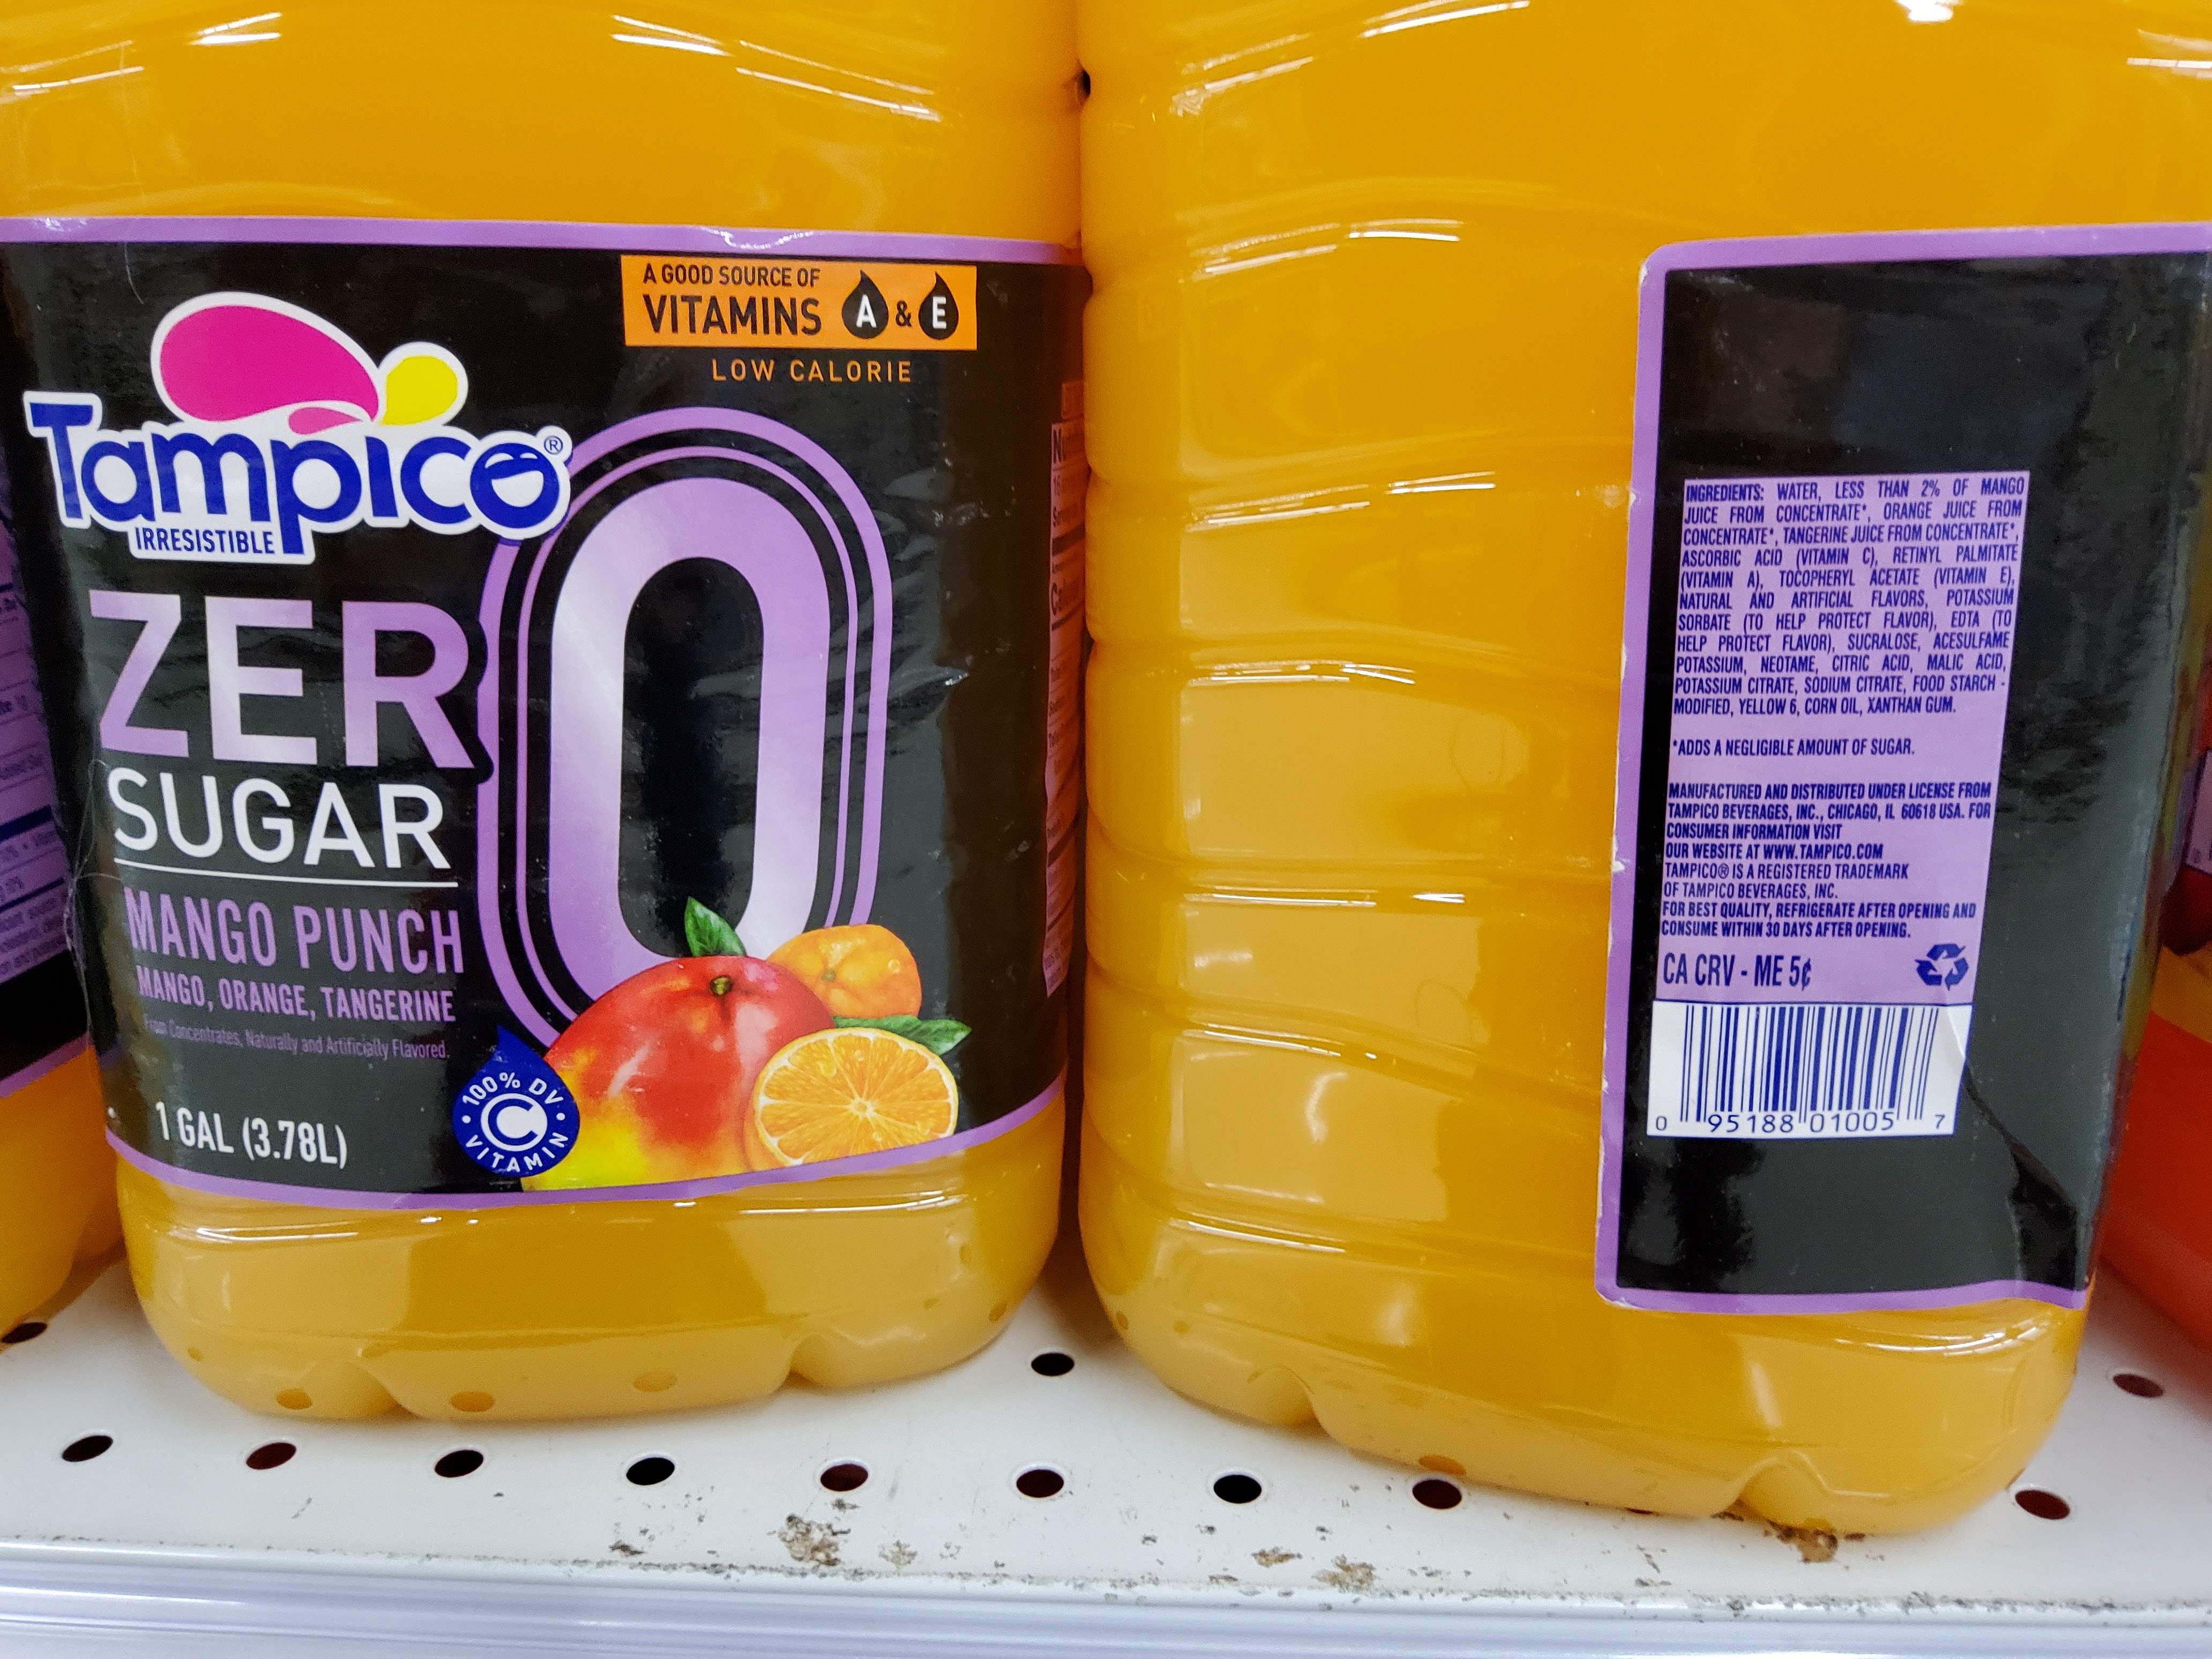 A GOOD SOURCE OF
VITAMINS A & E
LOW CALORIE
Tampico®
IRRESISTIBLE
ZER0
SUGAR
MANGO PUNCH
MANGO, ORANGE, TANGERINE
From Concentrates, Naturally and Artificially Flavored.
1 GAL (3.78L)
100% DV
C
VITAMIN
INGREDIENTS: WATER, LESS THAN 2% OF MANGO
JUICE FROM CONCENTRATE*, ORANGE JUICE FROM
CONCENTRATE*, TANGERINE JUICE FROM CONCENTRATE*,
ASCORBIC ACID (VITAMIN C), RETINYL PALMITATE
(VITAMIN A), TOCOPHERYL ACETATE (VITAMIN E),
NATURAL AND ARTIFICIAL FLAVORS, POTASSIUM
SORBATE (TO HELP PROTECT FLAVOR), EDTA (TO
HELP PROTECT FLAVOR), SUCRALOSE, ACESULFAME
POTASSIUM, NEOTAME, CITRIC ACID, MALIC ACID,
POTASSIUM CITRATE, SODIUM CITRATE, FOOD STARCH -
MODIFIED, YELLOW 6, CORN OIL, XANTHAN GUM.
*ADDS A NEGLIGIBLE AMOUNT OF SUGAR.
MANUFACTURED AND DISTRIBUTED UNDER LICENSE FROM
TAMPICO BEVERAGES, INC., CHICAGO, IL 60618 USA. FOR
CONSUMER INFORMATION VISIT
OUR WEBSITE AT WWW.TAMPICO.COM
TAMPICO® IS A REGISTERED TRADEMARK
OF TAMPICO BEVERAGES, INC.
FOR BEST QUALITY, REFRIGERATE AFTER OPENING AND
CONSUME WITHIN 30 DAYS AFTER OPENING.
CA CRV - ME 5¢
0 95188 01005 7